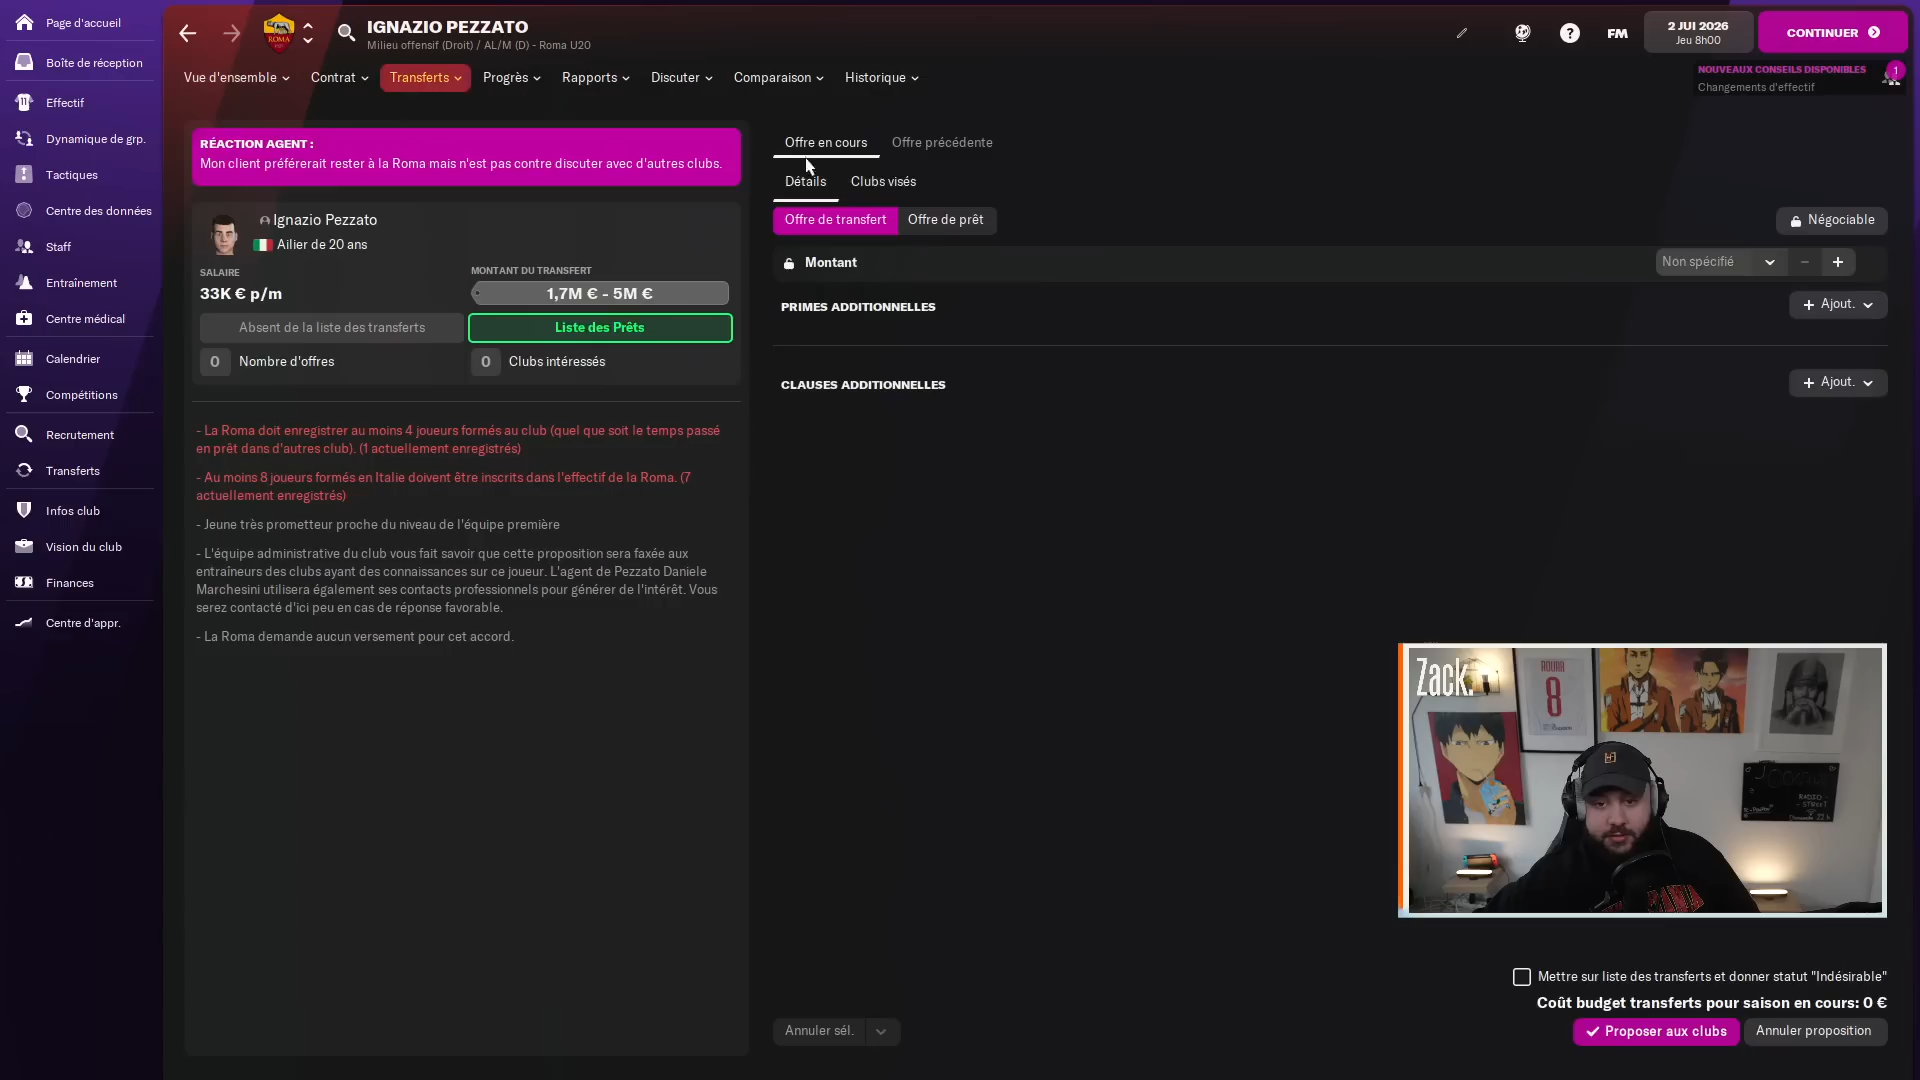 Page d'accueil
Boîte de réception
Effectif
Dynamique de grp.
Tactiques
Centre des données
Staff
Entraînement
Centre médical
Calendrier
Compétitions
Recrutement
Transferts
Infos club
Vision du club
Finances
Centre d'appr.
ROMA
IGNAZIO PEZZATO
Milieu offensif (Droit) / AL/M (D) - Roma U20
FM
2 JUI 2026
Jeu 8h00
CONTINUER
Vue d'ensemble
Contrat
Transferts
Progrès
Rapports
Discuter
Comparaison
Historique
NOUVEAUX CONSEILS DISPONIBLES
Changements d'effectif
1
RÉACTION AGENT :
Mon client préférerait rester à la Roma mais n'est pas contre discuter avec d'autres clubs.
Ignazio Pezzato
Ailier de 20 ans
SALAIRE
33K € p/m
MONTANT DU TRANSFERT
1,7M € - 5M €
Absent de la liste des transferts
Liste des Prêts
0 Nombre d'offres
0 Clubs intéressés
- La Roma doit enregistrer au moins 4 joueurs formés au club (quel que soit le temps passé
en prêt dans d'autres club). (1 actuellement enregistrés)
- Au moins 8 joueurs formés en Italie doivent être inscrits dans l'effectif de la Roma. (7
actuellement enregistrés)
- Jeune très prometteur proche du niveau de l'équipe première
- L'équipe administrative du club vous fait savoir que cette proposition sera faxée aux
entraîneurs des clubs ayant des connaissances sur ce joueur. L'agent de Pezzato Daniele
Marchesini utilisera également ses contacts professionnels pour générer de l'intérêt. Vous
serez contacté d'ici peu en cas de réponse favorable.
- La Roma demande aucun versement pour cet accord.
Offre en cours
Offre précédente
Détails
Clubs visés
Offre de transfert
Offre de prêt
Négociable
Montant
Non spécifié
PRIMES ADDITIONNELLES
+ Ajout.
CLAUSES ADDITIONNELLES
+ Ajout.
Zack.
AOUAR
8
RADIO
STREET
Mettre sur liste des transferts et donner statut "Indésirable"
Coût budget transferts pour saison en cours: 0 €
Annuler sél.
Proposer aux clubs
Annuler proposition